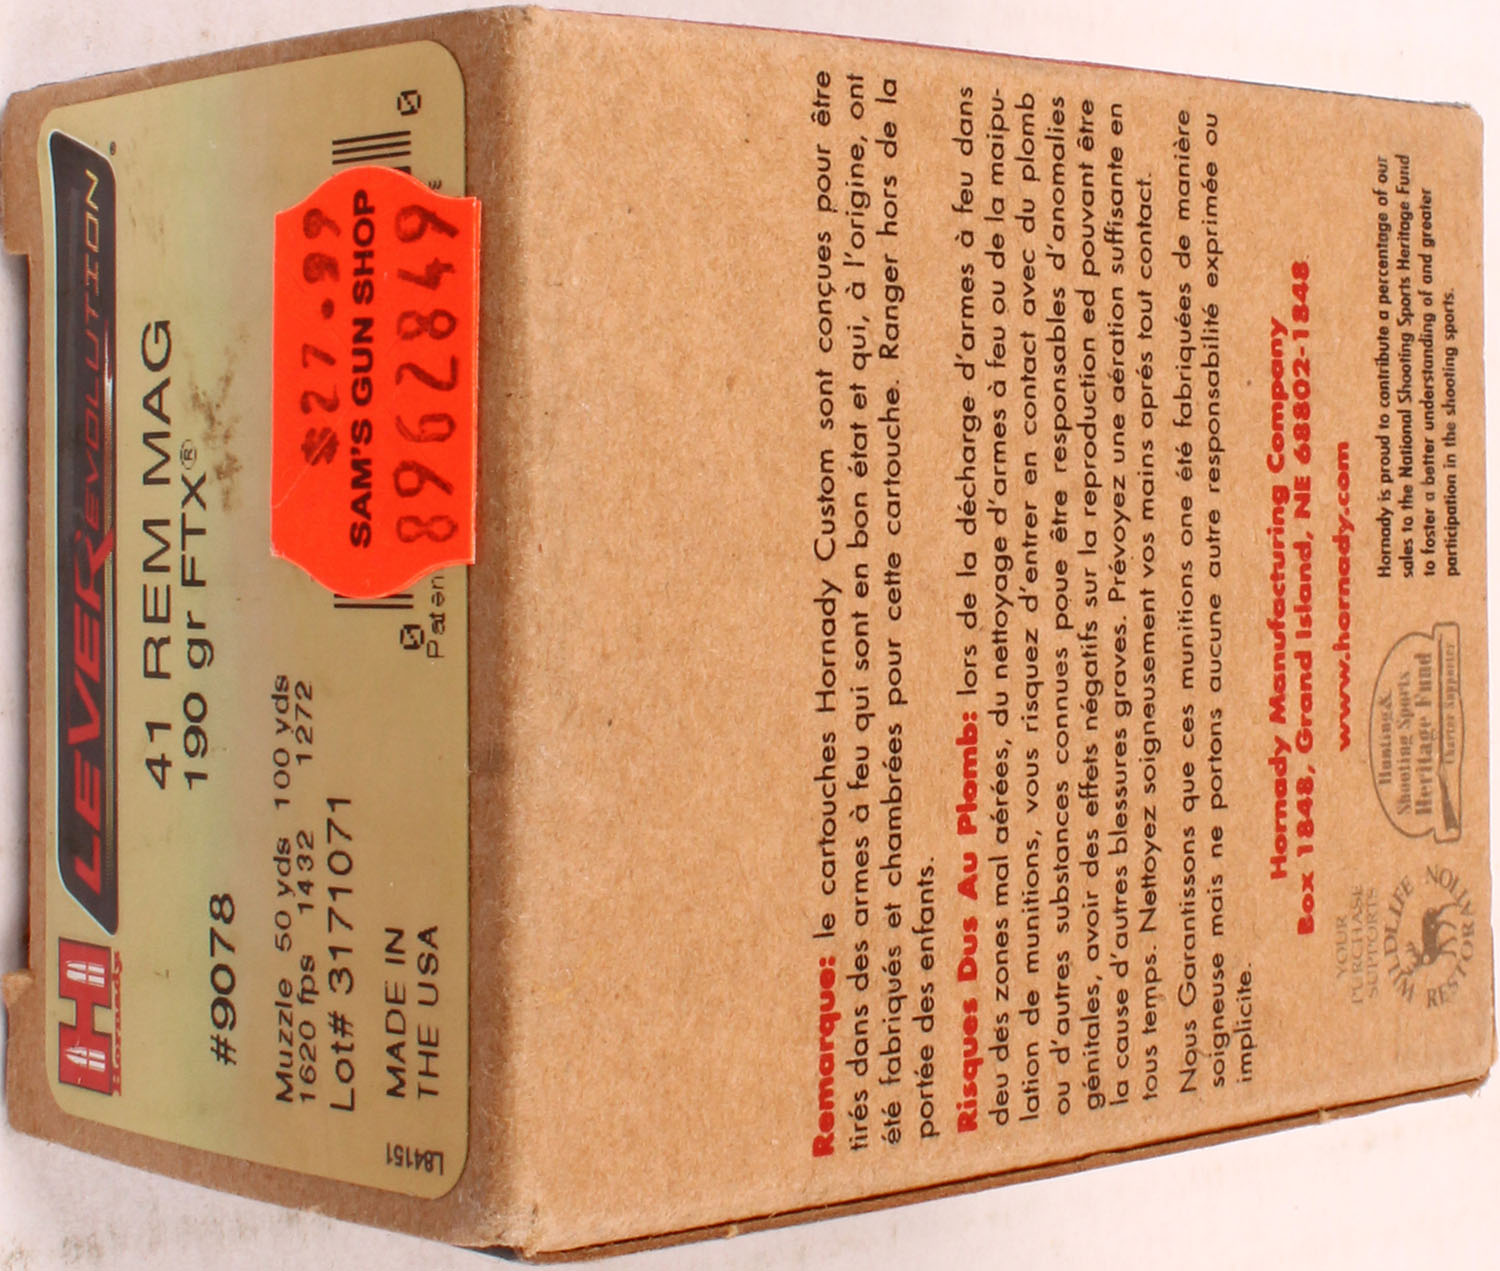 H
Hornady
LEVERevolution®
41 REM MAG
190 gr FTX®
#9078
Muzzle 50 yds 100 yds
1620 fps 1432 1272
Lot# 3171071
MADE IN
THE USA
L84151
0
0
Paten
$27.99
SAM'S GUN SHOP
8968 649628
Remarque: le cartouches Hornady Custom sont conçues pour être
tirés dans des armes à feu qui sont en bon état et qui, à l'origine, ont
été fabriqués et chambrées pour cette cartouche. Ranger hors de la
portée des enfants.
Risques Dus Au Plomb: lors de la décharge d'armes à feu dans
deu des zones mal aérées, du nettoyage d'armes à feu ou de la maipu-
lation de munitions, vous risquez d'entrer en contact avec du plomb
ou d'autres substances connues poue être responsables d'anomalies
génitales, avoir des effets négatifs sur la reproduction ed pouvant être
la cause d'autres blessures graves. Prévoyez une aération suffisante en
tous temps. Nettoyez soigneusement vos mains aprés tout contact.
Nous Garantissons que ces munitions one été fabriquées de manière
soigneuse mais ne portons aucune autre responsabilité exprimée ou
implicite.
Hornady Manufacturing Company
Box 1848, Grand Island, NE 68802-1848
www.hornady.com
YOUR
PURCHASE
SUPPORTS
WILDLIFE
RESTORATION
Hunting &
Shooting Sports
Heritage Fund
Charter Supporter
Hornady is proud to contribute a percentage of our
sales to the National Shooting Sports Heritage Fund
to foster a better understanding of and greater
participation in the shooting sports.